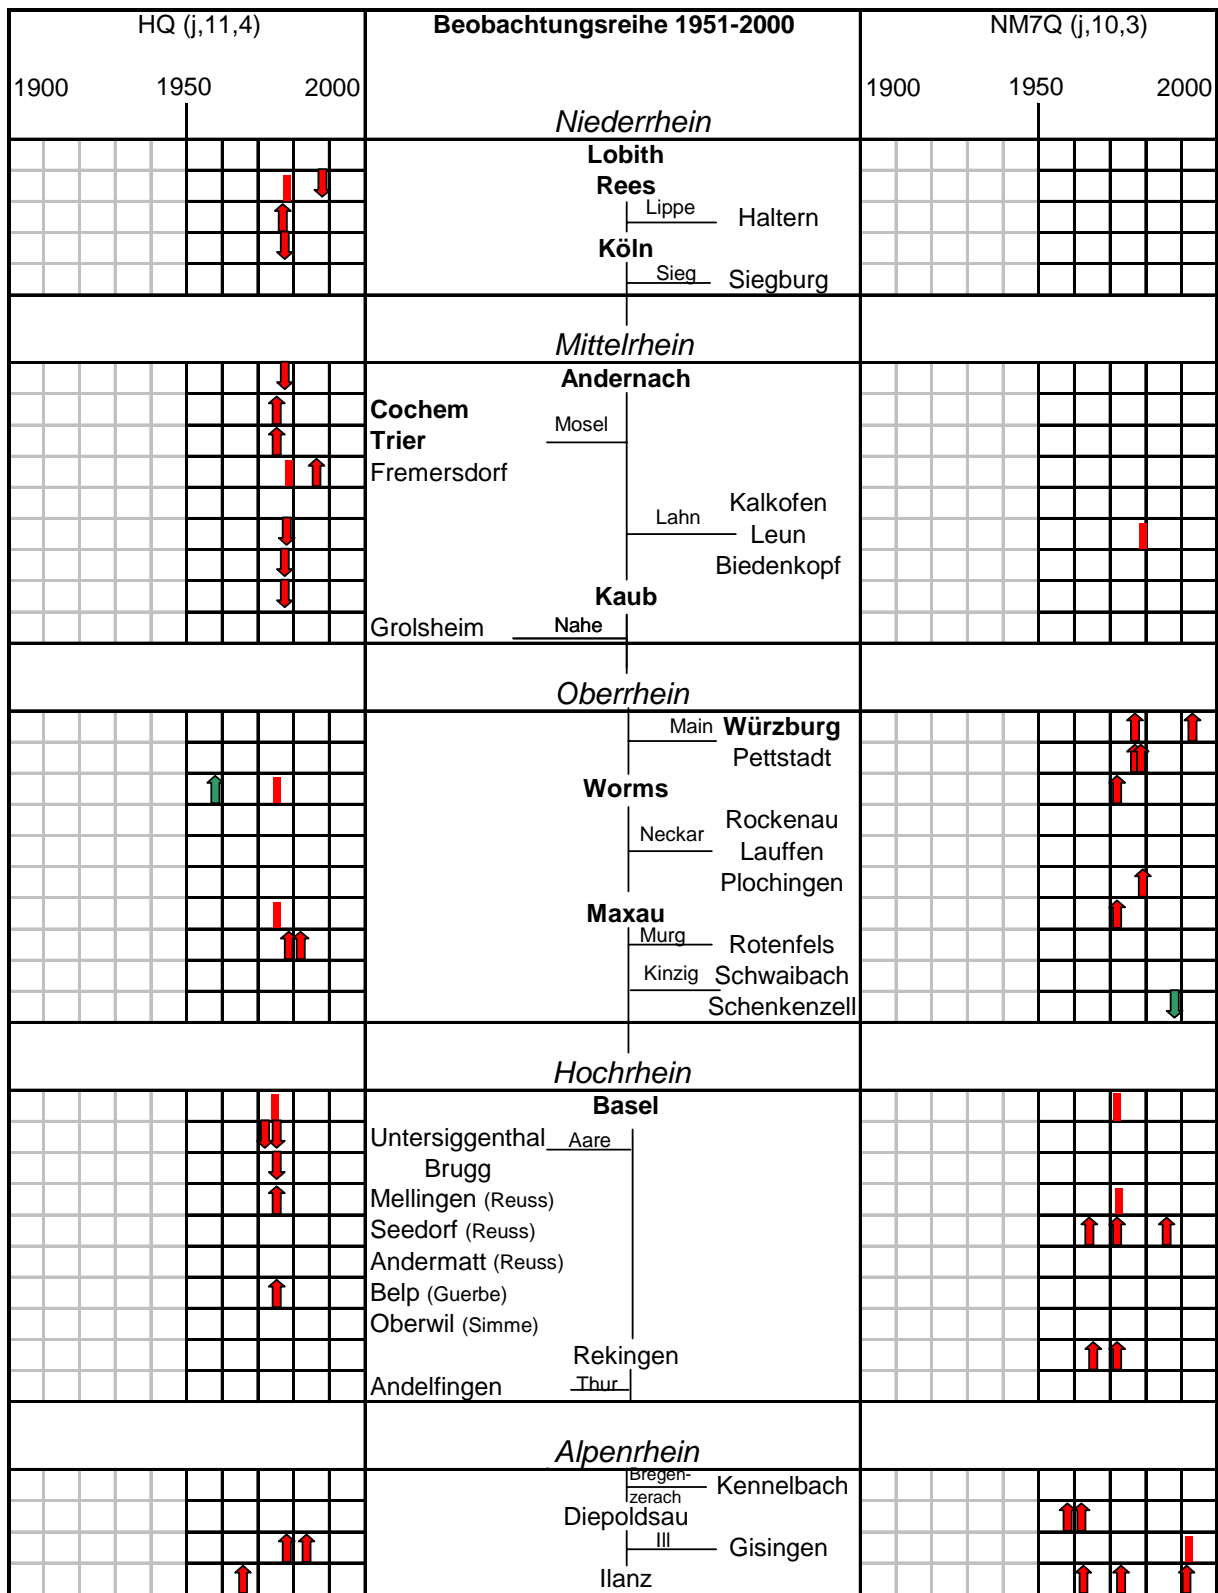 HQ (j,11,4) Beobachtungsreihe 1951-2000 NM7Q (j,10,3)
1900 1950 2000 1900 1950 2000
Niederrhein
Lobith
Rees
Lippe Haltern
Köln
Sieg Siegburg
Mittelrhein
Andernach
Cochem
Mosel
Trier
Fremersdorf
Kalkofen
Lahn Leun
Biedenkopf
Kaub
Grolsheim Nahe
Oberrhein
Main Würzburg
Pettstadt
Worms
Rockenau
Neckar Lauffen
Plochingen
Maxau
Murg Rotenfels
Kinzig Schwaibach
Schenkenzell
Hochrhein
Basel
Untersiggenthal Aare
Brugg
Mellingen (Reuss)
Seedorf (Reuss)
Andermatt (Reuss)
Belp (Guerbe)
Oberwil (Simme)
Rekingen
Andelfingen Thur
Alpenrhein
Bregen-
zerach Kennelbach
Diepoldsau
Ill Gisingen
Ilanz